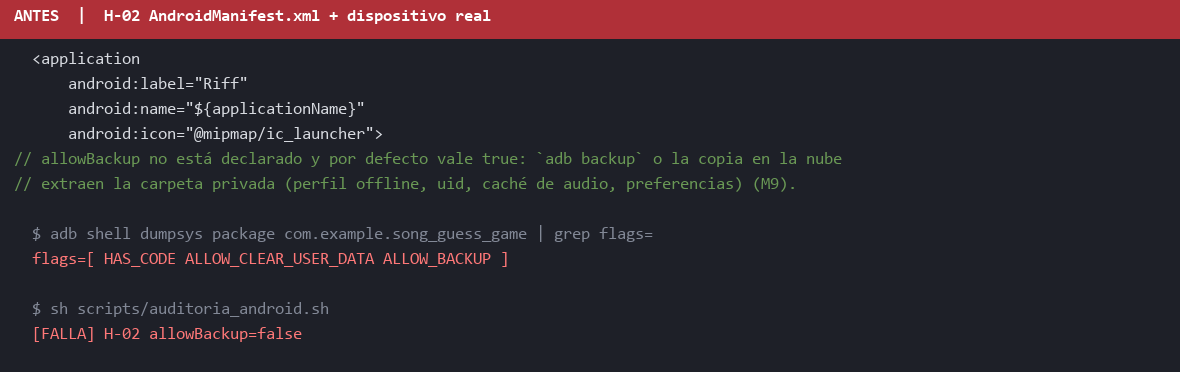 ANTES | H-02 AndroidManifest.xml + dispositivo real
<application
android:label="Riff"
android:name="${applicationName}"
android:icon="@mipmap/ic_launcher">
// allowBackup no está declarado y por defecto vale true: `adb backup` o la copia en la nube
// extraen la carpeta privada (perfil offline, uid, caché de audio, preferencias) (M9).
$ adb shell dumpsys package com.example.song_guess_game | grep flags=
flags=[ HAS_CODE ALLOW_CLEAR_USER_DATA ALLOW_BACKUP ]
$ sh scripts/auditoria_android.sh
[FALLA] H-02 allowBackup=false